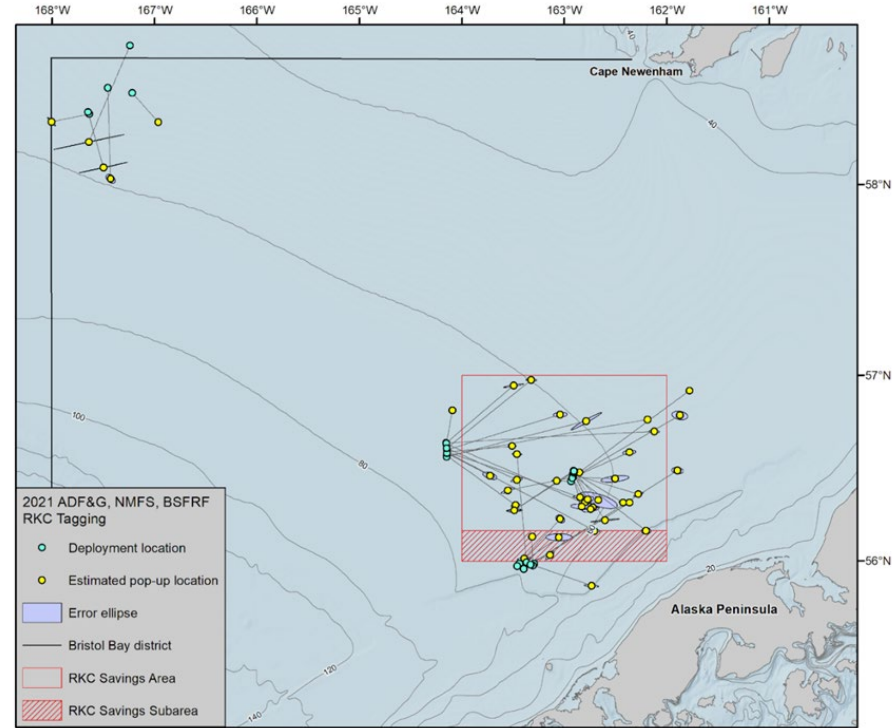 168°W
167°W
166°W
165°W
164°W
163°W
162°W
161°W
40
Cape Newenham
40
58°N
57°N
100
80
60
56°N
20
Alaska Peninsula
120
140
2021 ADF&G, NMFS, BSFRF
RKC Tagging
Deployment location
Estimated pop-up location
Error ellipse
Bristol Bay district
RKC Savings Area
RKC Savings Subarea